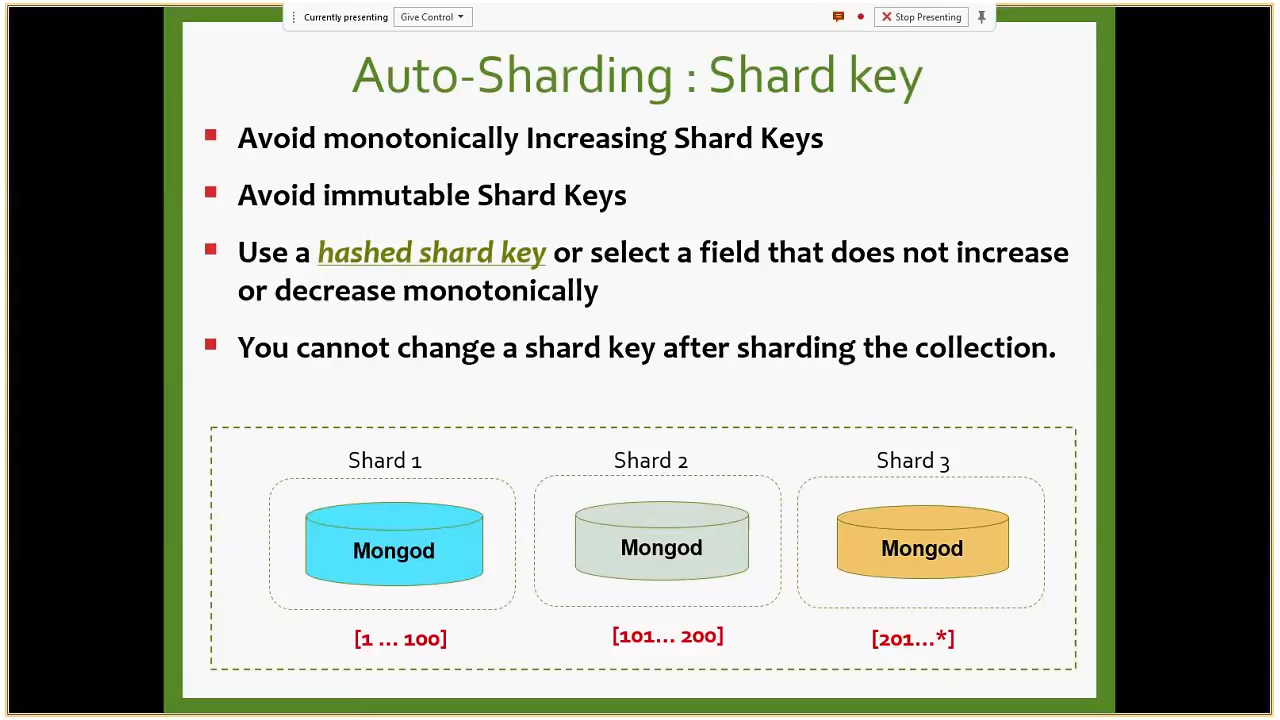 Currently presenting Give Control Stop Presenting
Auto-Sharding : Shard key
Avoid monotonically Increasing Shard Keys
Avoid immutable Shard Keys
Use a hashed shard key or select a field that does not increase
or decrease monotonically
You cannot change a shard key after sharding the collection.
Shard 1 Shard 2 Shard 3
Mongod Mongod Mongod
[1 ... 100] [101... 200] [201...*]